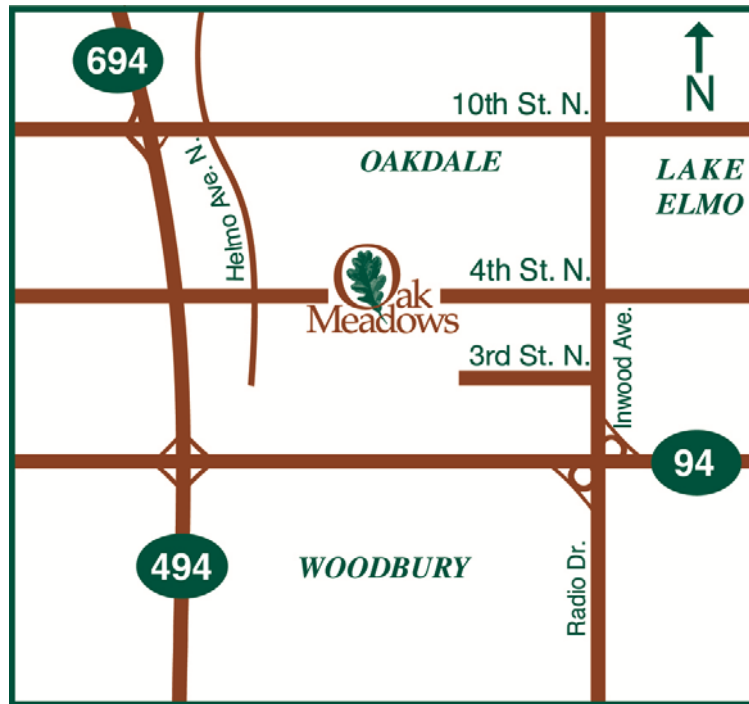 694
N
10th St. N.
OAKDALE
LAKE
ELMO
Helmo Ave. N.
4th St. N.
Oak
Meadows
3rd St. N.
Inwood Ave.
94
494
WOODBURY
Radio Dr.